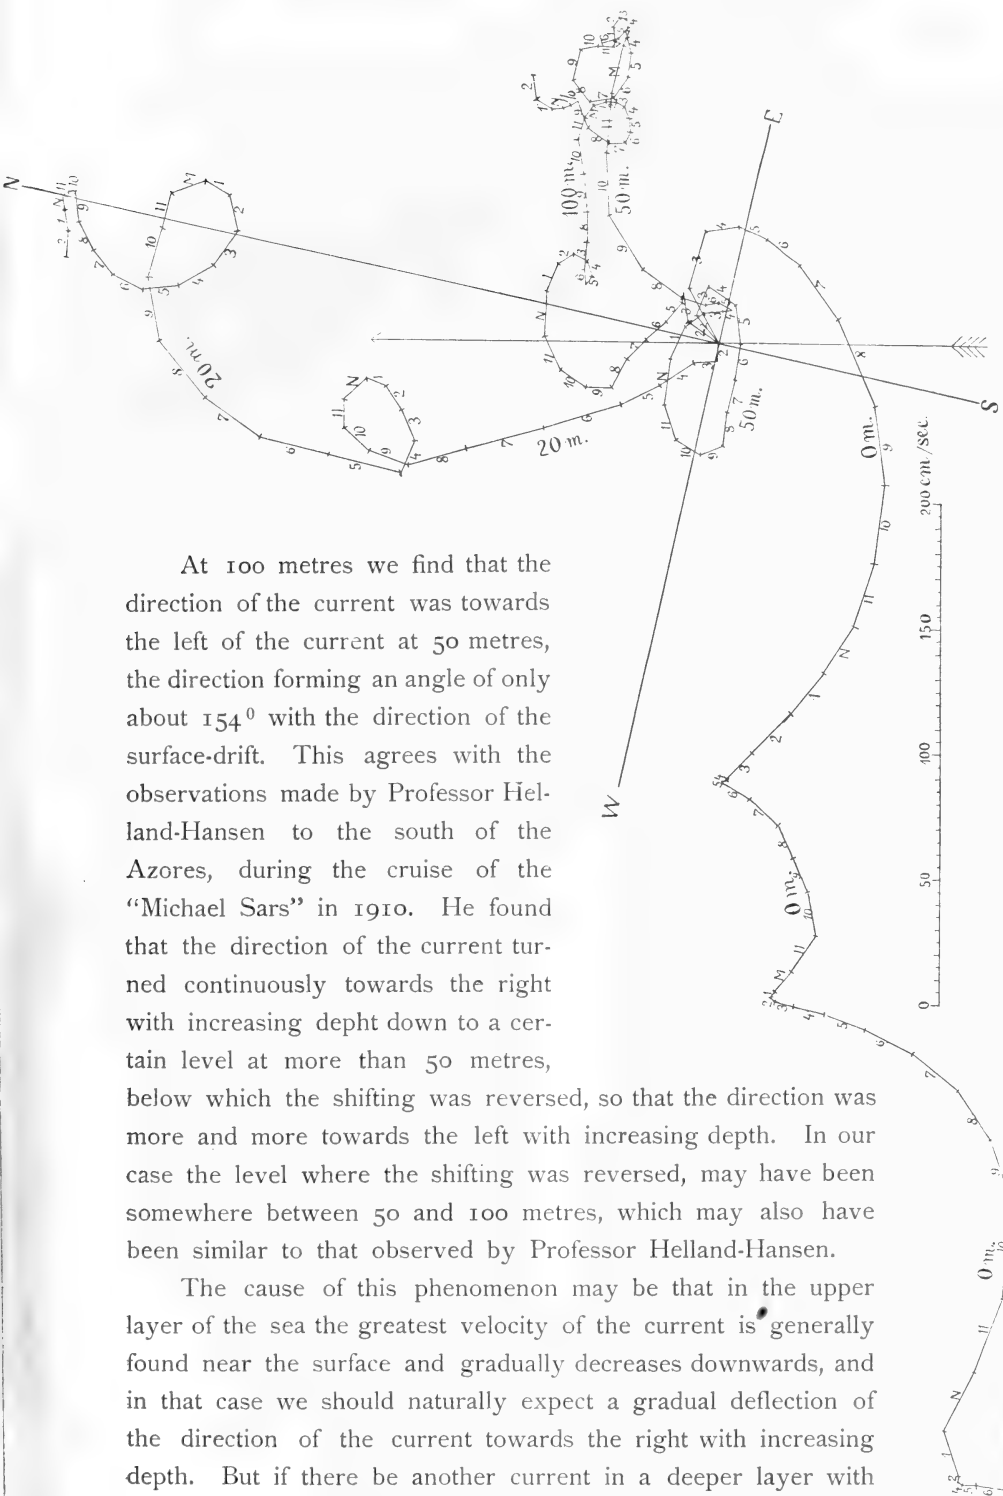 N
E
S
W
100 m.
50 m.
20 m.
20 m.
50 m.
0 m.
0 m.
0 m.
0 50 100 150 200 cm/sec.
At 100 metres we find that the
direction of the current was towards
the left of the current at 50 metres,
the direction forming an angle of only
about 154⁰ with the direction of the
surface-drift. This agrees with the
observations made by Professor Hel-
land-Hansen to the south of the
Azores, during the cruise of the
“Michael Sars” in 1910. He found
that the direction of the current tur-
ned continuously towards the right
with increasing depht down to a cer-
tain level at more than 50 metres,
below which the shifting was reversed, so that the direction was
more and more towards the left with increasing depth. In our
case the level where the shifting was reversed, may have been
somewhere between 50 and 100 metres, which may also have
been similar to that observed by Professor Helland-Hansen.
The cause of this phenomenon may be that in the upper
layer of the sea the greatest velocity of the current is generally
found near the surface and gradually decreases downwards, and
in that case we should naturally expect a gradual deflection of
the direction of the current towards the right with increasing
depth. But if there be another current in a deeper layer with